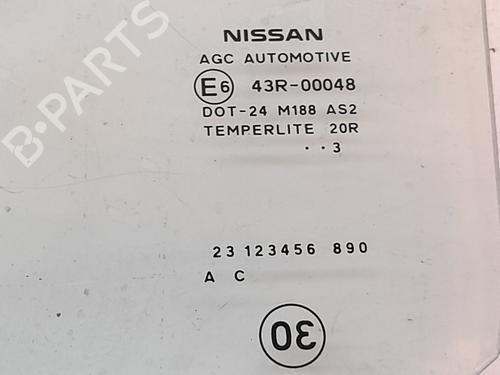 B-PARTS
NISSAN
AGC AUTOMOTIVE
E6 43R-00048
DOT-24 M188 AS2
TEMPERLITE 20R
··3
23 123456 890
A C
30